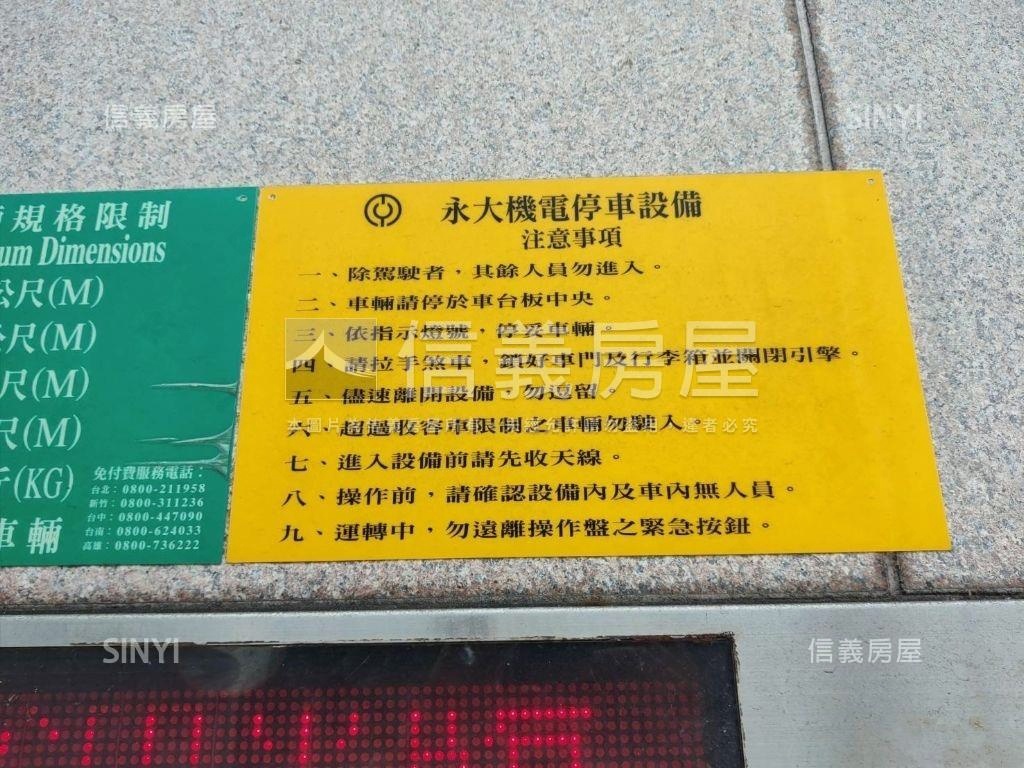 信義房屋
SINYI
規格限制
um Dimensions
公尺(M)
公尺(M)
尺(M)
尺(M)
(KG)
車輛
免付費服務電話：
台北：0800-211958
新竹：0800-311236
台中：0800-447090
台南：0800-624033
高雄：0800-736222
永大機電停車設備
注意事項
一、除駕駛者，其餘人員勿進入。
二、車輛請停於車台板中央。
三、依指示燈號，停妥車輛。
四、請拉手煞車，鎖好車門及行李箱並關閉引擎。
五、儘速離開設備，勿逗留
六、超過收容車限制之車輛勿駛入。
七、進入設備前請先收天線。
八、操作前，請確認設備內及車內無人員。
九、運轉中，勿遠離操作盤之緊急按鈕。
信義房屋
SINYI
信義房屋